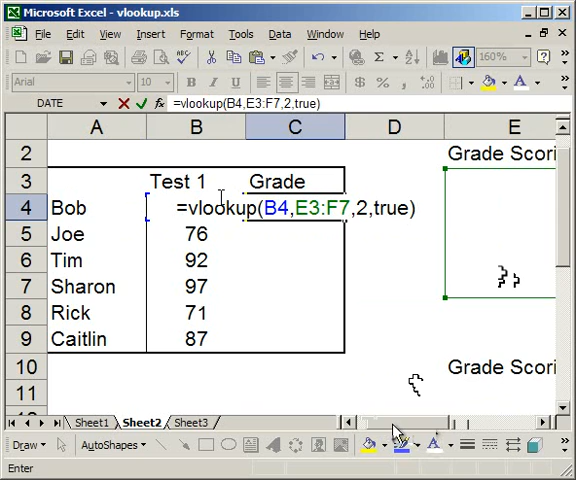 Microsoft Excel - vlookup.xls
File Edit View Insert Format Tools Data Window Help
160%
Arial 10 B I U $ % ,
DATE =vlookup(B4,E3:F7,2,true)
A B C D E
2 Grade Scorin
3 Test 1 Grade
4 Bob =vlookup(B4,E3:F7,2,true)
5 Joe 76
6 Tim 92
7 Sharon 97
8 Rick 71
9 Caitlin 87
10 Grade Scorin
11
Sheet1 Sheet2 Sheet3
Draw AutoShapes A
Enter